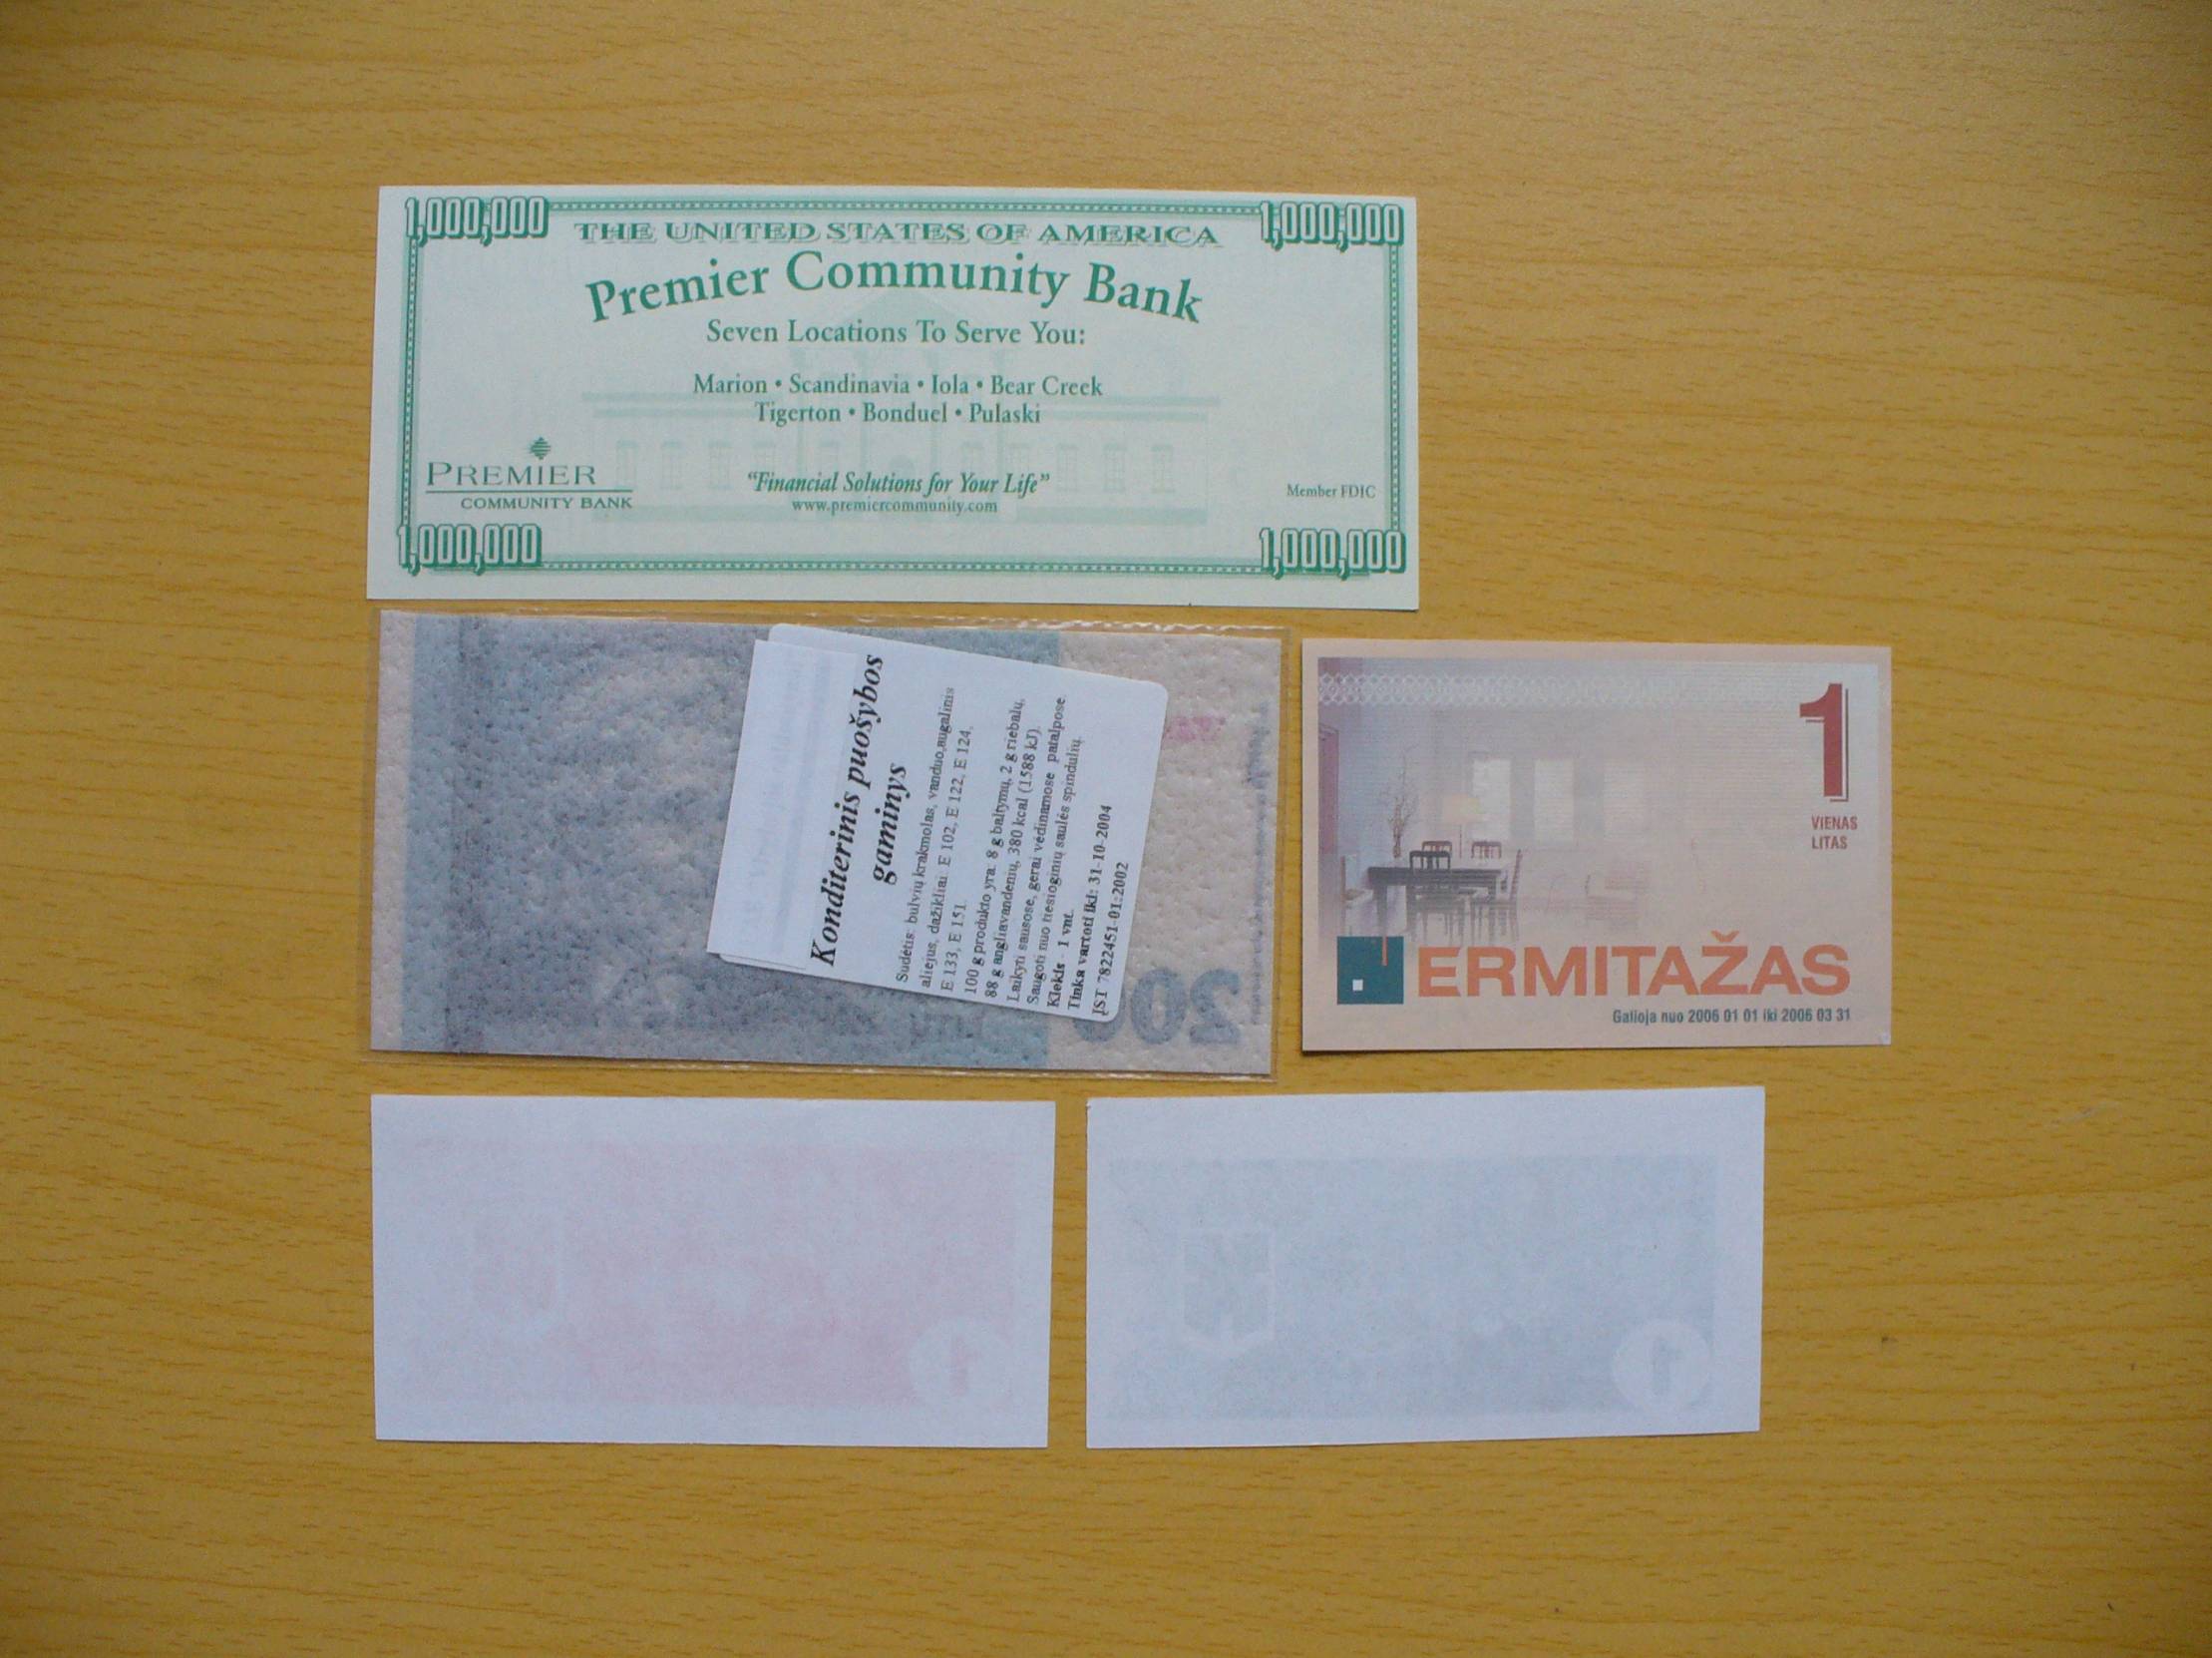 1,000,000 1,000,000
THE UNITED STATES OF AMERICA
Premier Community Bank
Seven Locations To Serve You:
Marion • Scandinavia • Iola • Bear Creek
Tigerton • Bonduel • Pulaski
PREMIER
COMMUNITY BANK
"Financial Solutions for Your Life"
www.premiercommunity.com
Member FDIC
1,000,000 1,000,000
Konditerinis puošybos
gaminys
Sudėtis: bulvių krakmolas, vanduo, augalinis
aliejus, dažikliai: E 102, E 122, E 124,
E 133, E 151.
100 g produkto yra: 8 g baltymų, 2 g riebalų,
88 g angliavandenių, 380 kcal (1588 kJ).
Laikyti sausose, gerai vėdinamose patalpose.
Saugoti nuo tiesioginių saulės spindulių.
Kiekis - 1 vnt.
Tinka vartoti iki: 31-10-2004
ĮST 7822451-01:2002
200
1
VIENAS
LITAS
ERMITAŽAS
Galioja nuo 2006 01 01 iki 2006 03 31
1
1